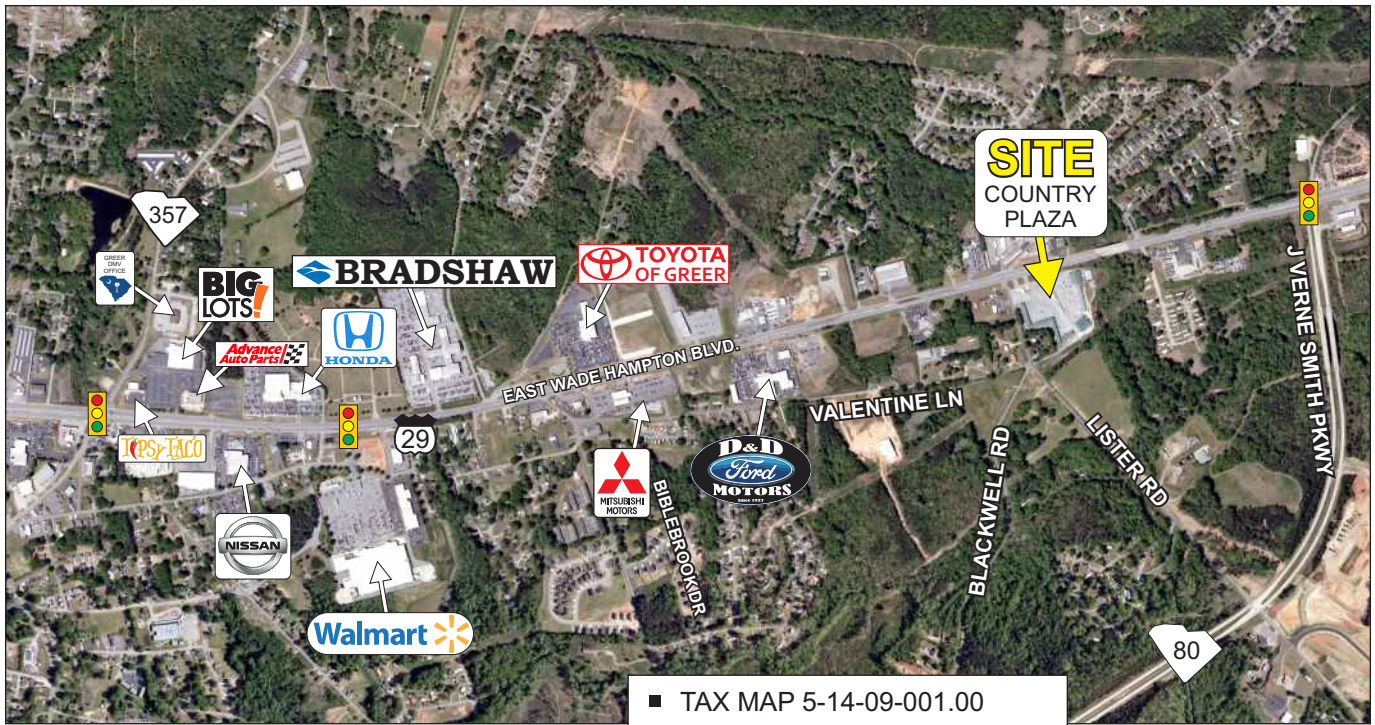 SITE
COUNTRY
PLAZA
357
GREER
DMV
OFFICE
BIG
LOTS!
BRADSHAW
TOYOTA
OF GREER
Advance
Auto Parts
HONDA
EAST WADE HAMPTON BLVD.
J VERNE SMITH PKWY
TIPSY TACO
29
VALENTINE LN
BLACKWELL RD
LISTER RD
NISSAN
MITSUBISHI
MOTORS
BIBLEBROOK DR
D&D
Ford
MOTORS
Since 1937
Walmart
80
■ TAX MAP 5-14-09-001.00